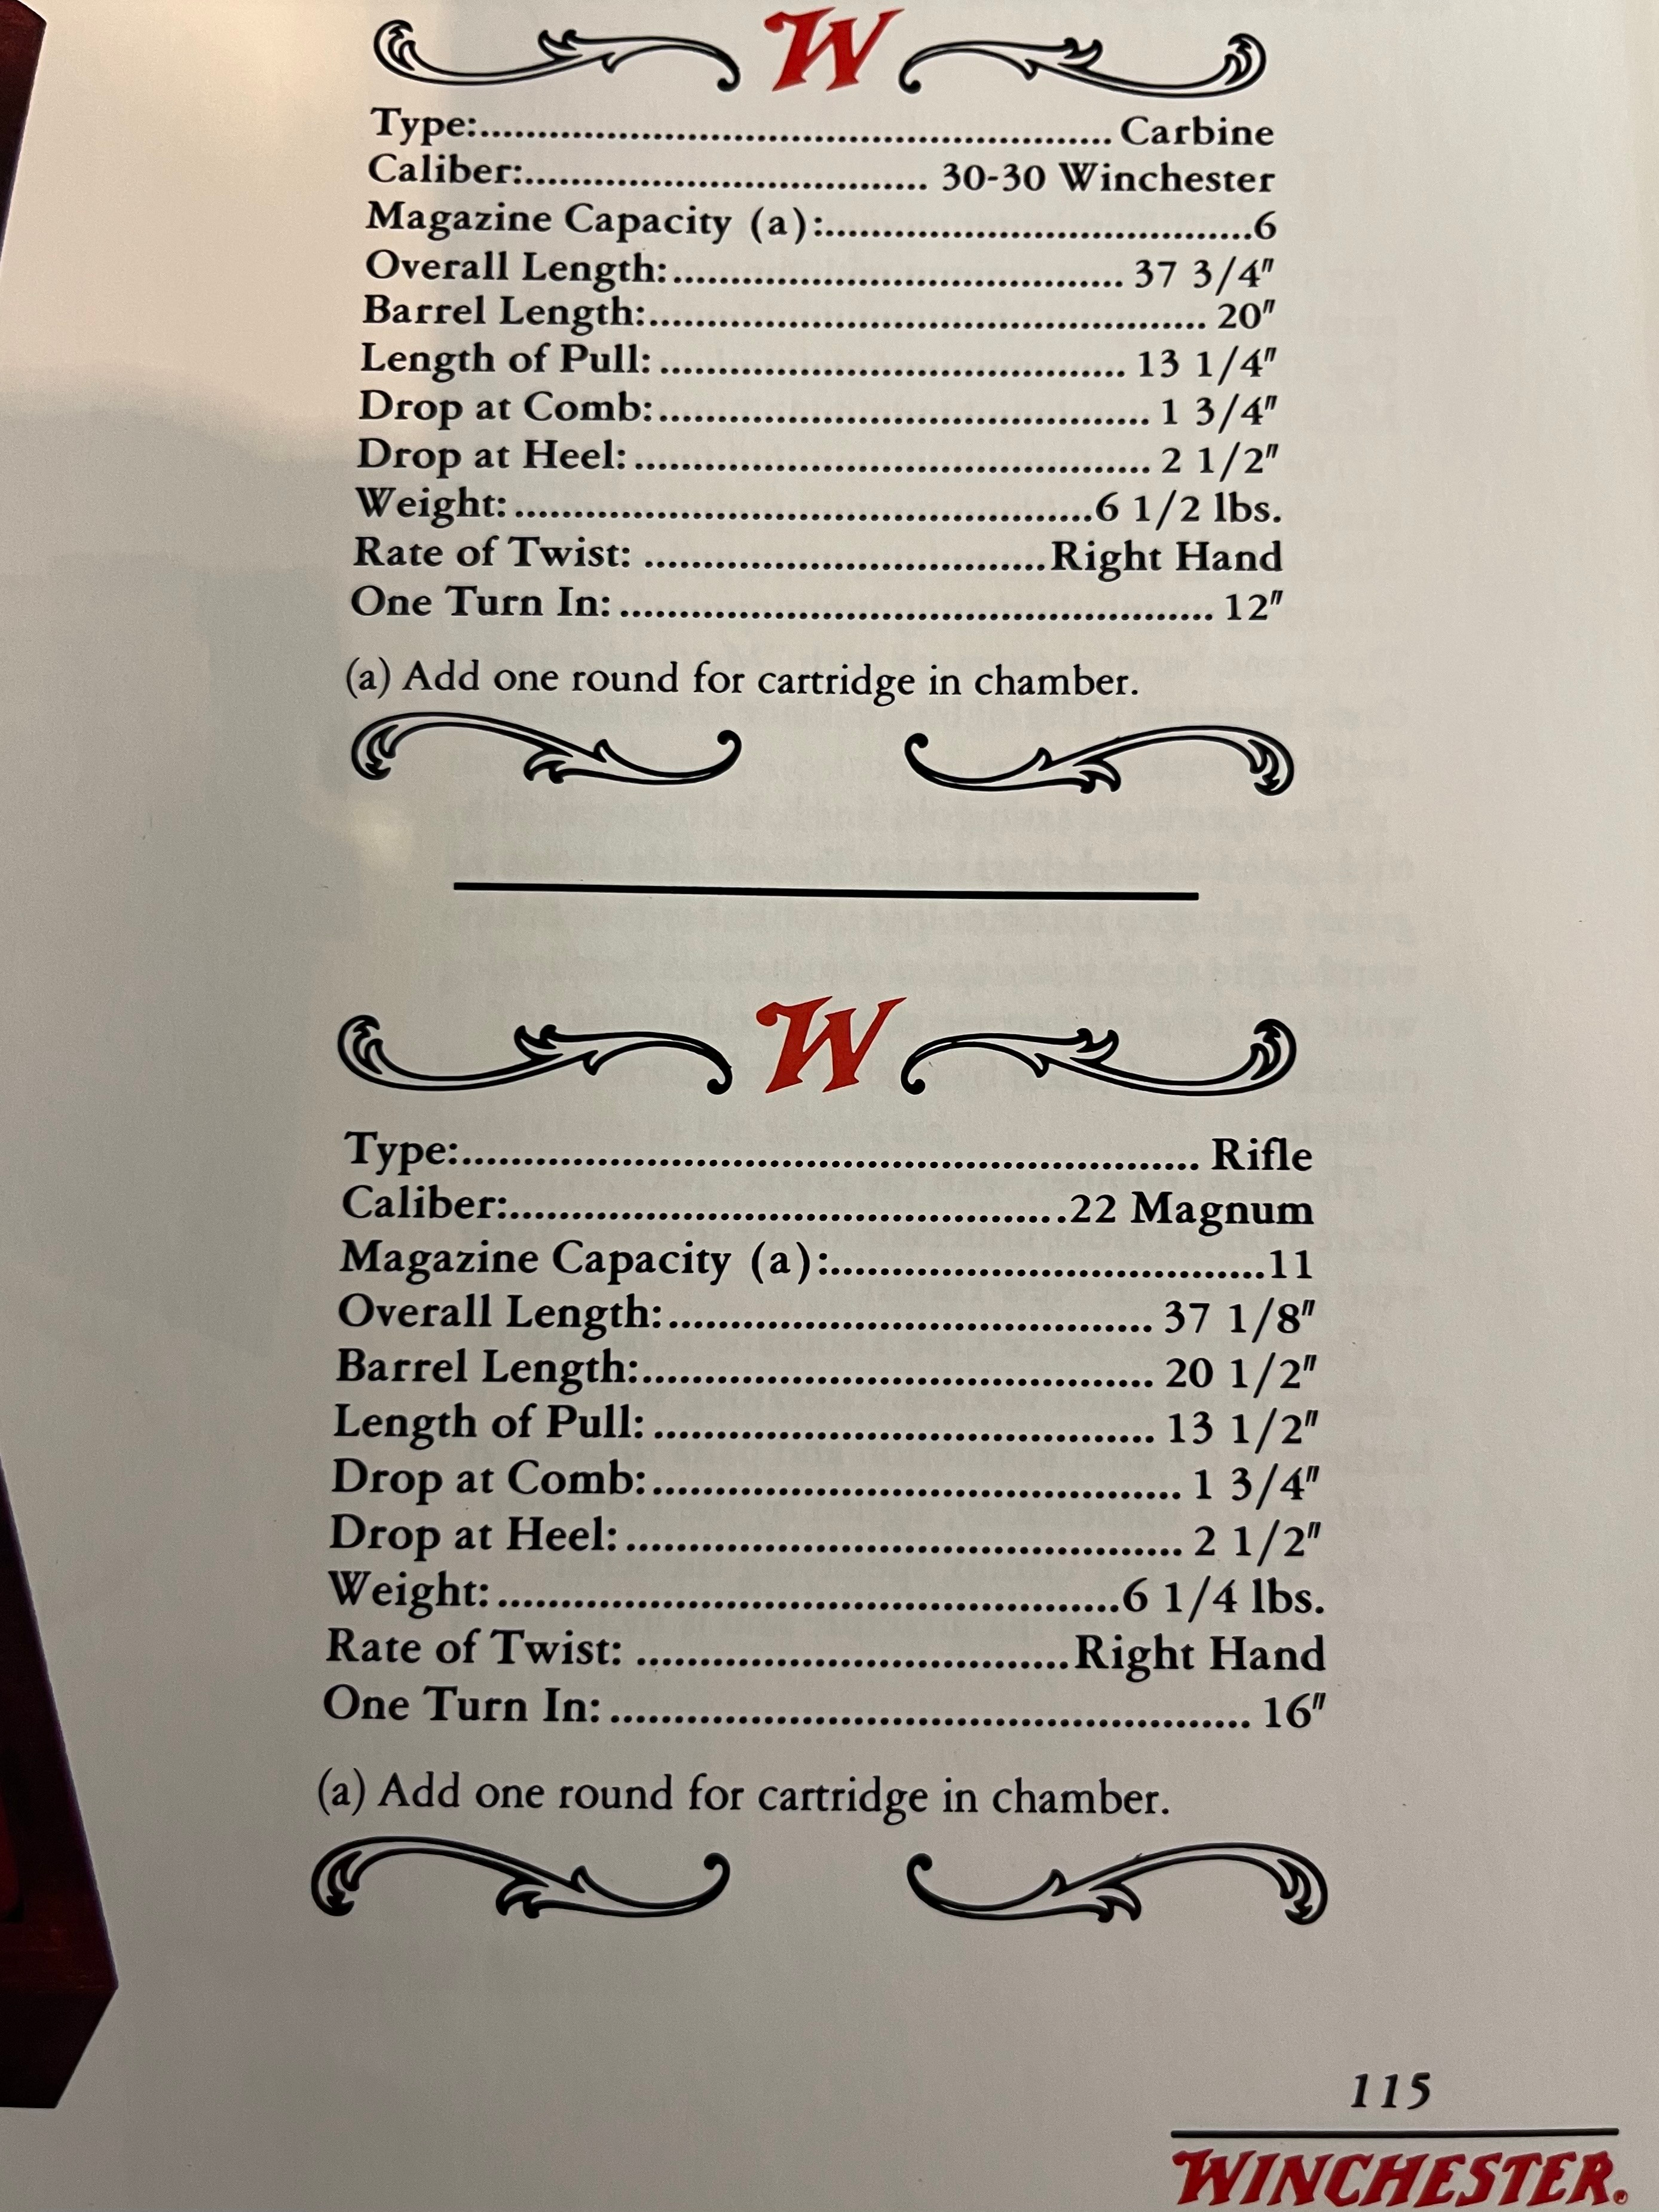 W
Type:..................................................... Carbine
Caliber:.................................. 30-30 Winchester
Magazine Capacity (a):....................................6
Overall Length:...................................... 37 3/4"
Barrel Length:............................................... 20"
Length of Pull:....................................... 13 1/4"
Drop at Comb:......................................... 1 3/4"
Drop at Heel:........................................... 2 1/2"
Weight:................................................6 1/2 lbs.
Rate of Twist: ..................................Right Hand
One Turn In:.................................................. 12"
(a) Add one round for cartridge in chamber.
W
Type:.......................................................... Rifle
Caliber:............................................22 Magnum
Magazine Capacity (a):..................................11
Overall Length:...................................... 37 1/8"
Barrel Length:........................................ 20 1/2"
Length of Pull:....................................... 13 1/2"
Drop at Comb:......................................... 1 3/4"
Drop at Heel:........................................... 2 1/2"
Weight:................................................6 1/4 lbs.
Rate of Twist: ..................................Right Hand
One Turn In:.................................................. 16"
(a) Add one round for cartridge in chamber.
115
WINCHESTER®